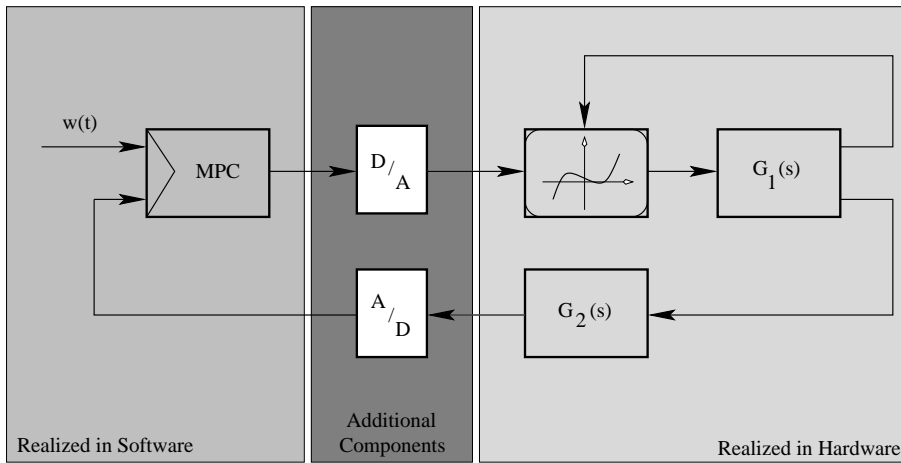 w(t)
MPC
D/A
G1(s)
A/D
G2(s)
Realized in Software
Additional
Components
Realized in Hardware